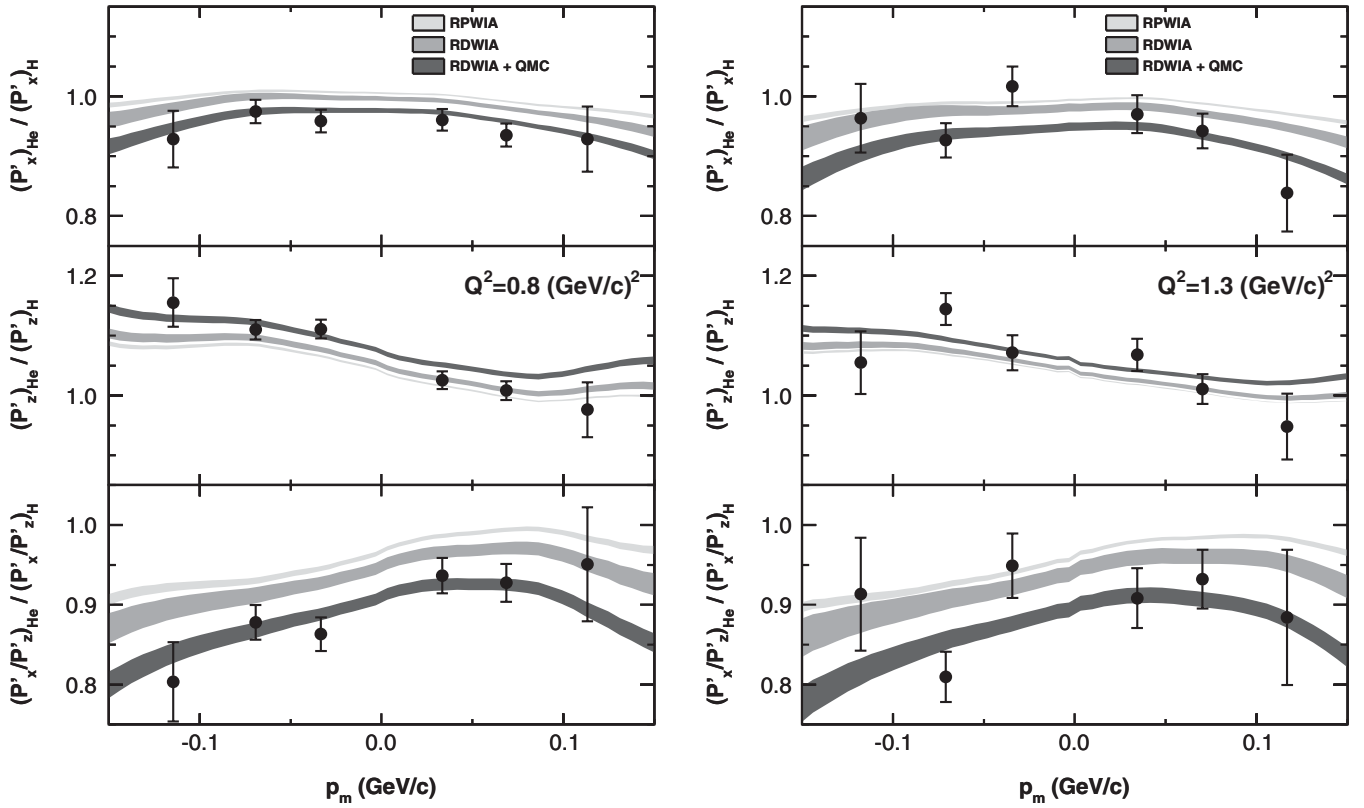 RPWIA
RDWIA
RDWIA + QMC
(P'x)He / (P'x)H
1.0
0.8
(P'z)He / (P'z)H
1.2
1.0
Q²=0.8 (GeV/c)²
(P'x/P'z)He / (P'x/P'z)H
1.0
0.9
0.8
-0.1
0.0
0.1
pm (GeV/c)
RPWIA
RDWIA
RDWIA + QMC
(P'x)He / (P'x)H
1.0
0.8
(P'z)He / (P'z)H
1.2
1.0
Q²=1.3 (GeV/c)²
(P'x/P'z)He / (P'x/P'z)H
1.0
0.9
0.8
-0.1
0.0
0.1
pm (GeV/c)